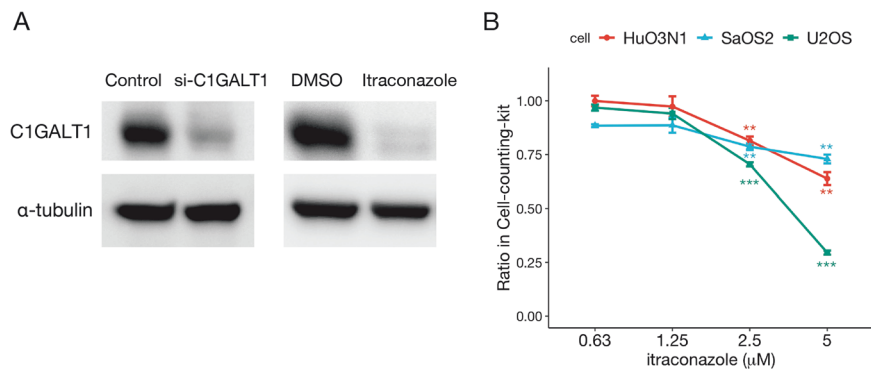 A
Control si-C1GALT1 DMSO Itraconazole
C1GALT1
α-tubulin
B
cell HuO3N1 SaOS2 U2OS
Ratio in Cell-counting-kit
1.00
0.75
0.50
0.25
0.00
**
**
**
***
**
***
0.63 1.25 2.5 5
itraconazole (μM)